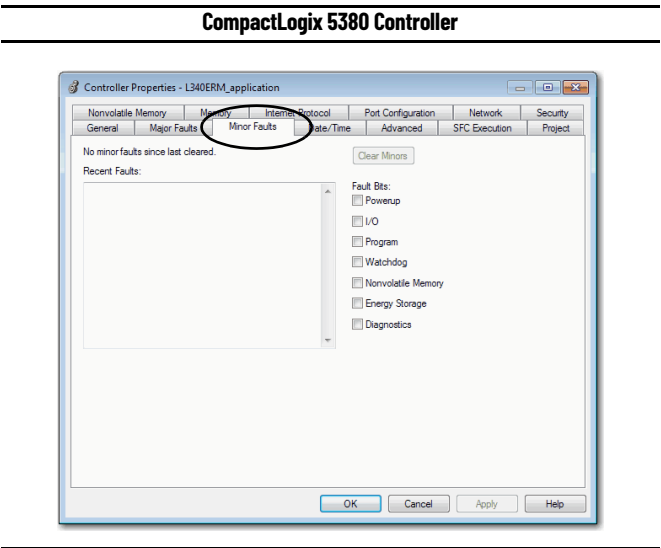 CompactLogix 5380 Controller
Controller Properties - L340ERM_application
Nonvolatile Memory Memory Internet Protocol Port Configuration Network Security
General Major Faults Minor Faults Date/Time Advanced SFC Execution Project
No minor faults since last cleared.
Clear Minors
Recent Faults:
Fault Bits:
Powerup
I/O
Program
Watchdog
Nonvolatile Memory
Energy Storage
Diagnostics
OK Cancel Apply Help